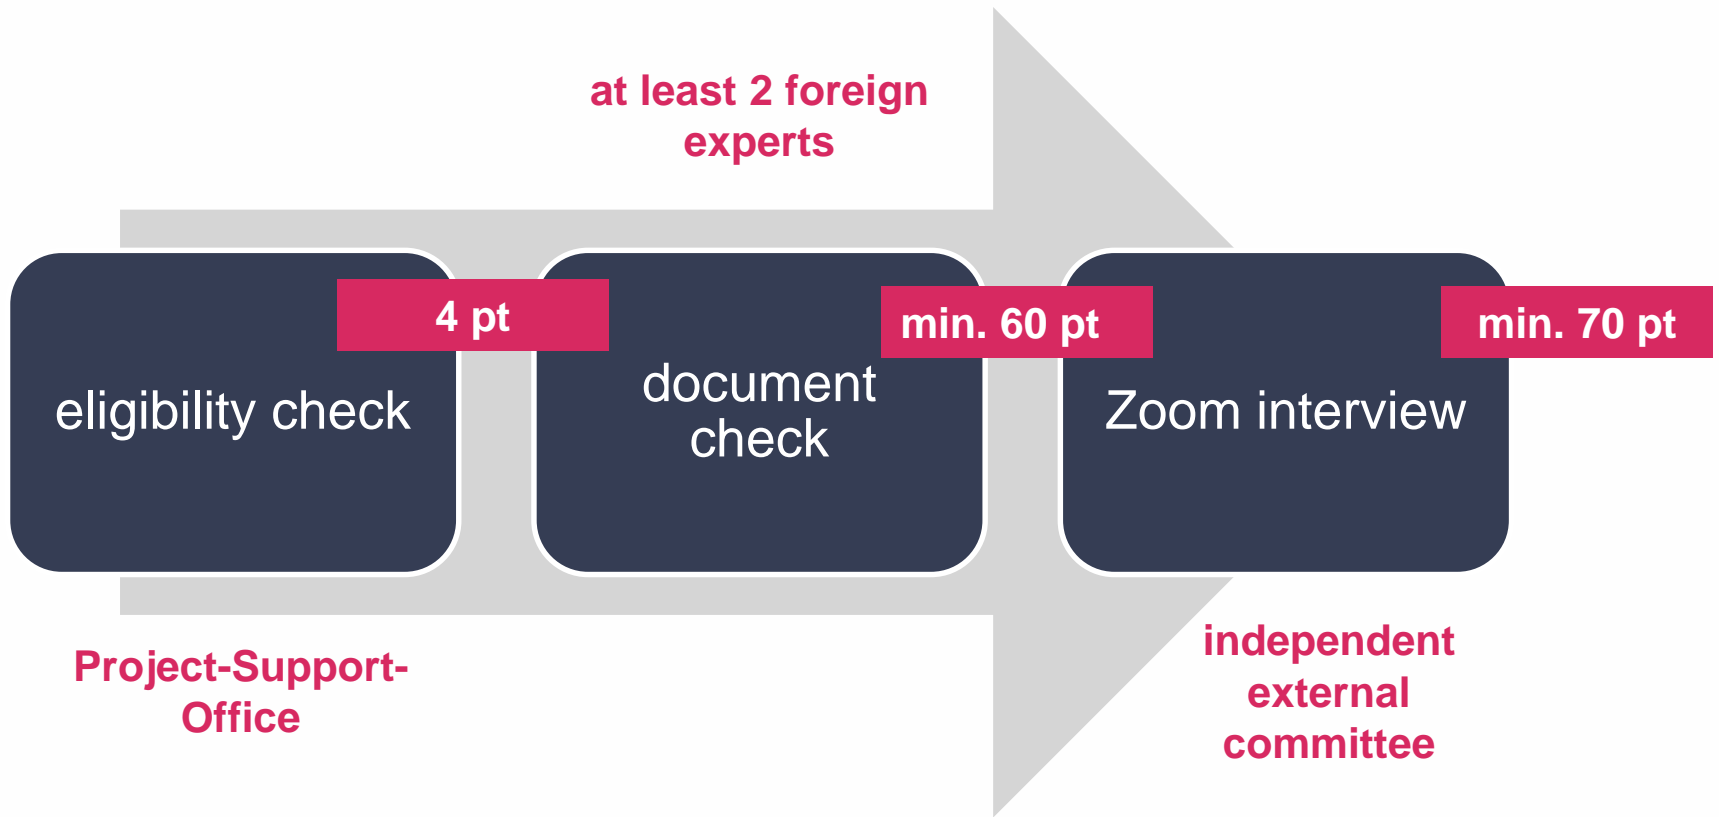 at least 2 foreign
experts
4 pt
min. 60 pt
min. 70 pt
eligibility check
document
check
Zoom interview
Project-Support-
Office
independent
external
committee